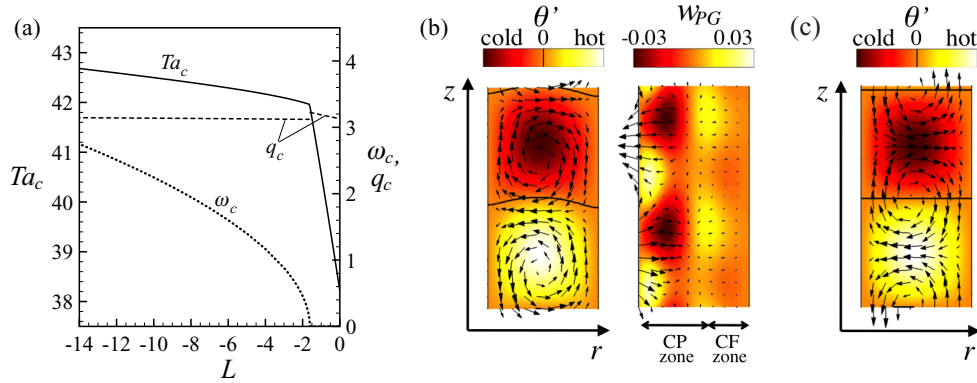 (a)
43
42
41
40
39
38
Ta_c
Ta_c
q_c
ω_c
4
3
2
1
0
ω_c,
q_c
-14 -12 -10 -8 -6 -4 -2 0
L
(b)
θ’
cold 0 hot
w_PG
-0.03 0.03
z
r
CP zone
CF zone
(c)
θ’
cold 0 hot
z
r